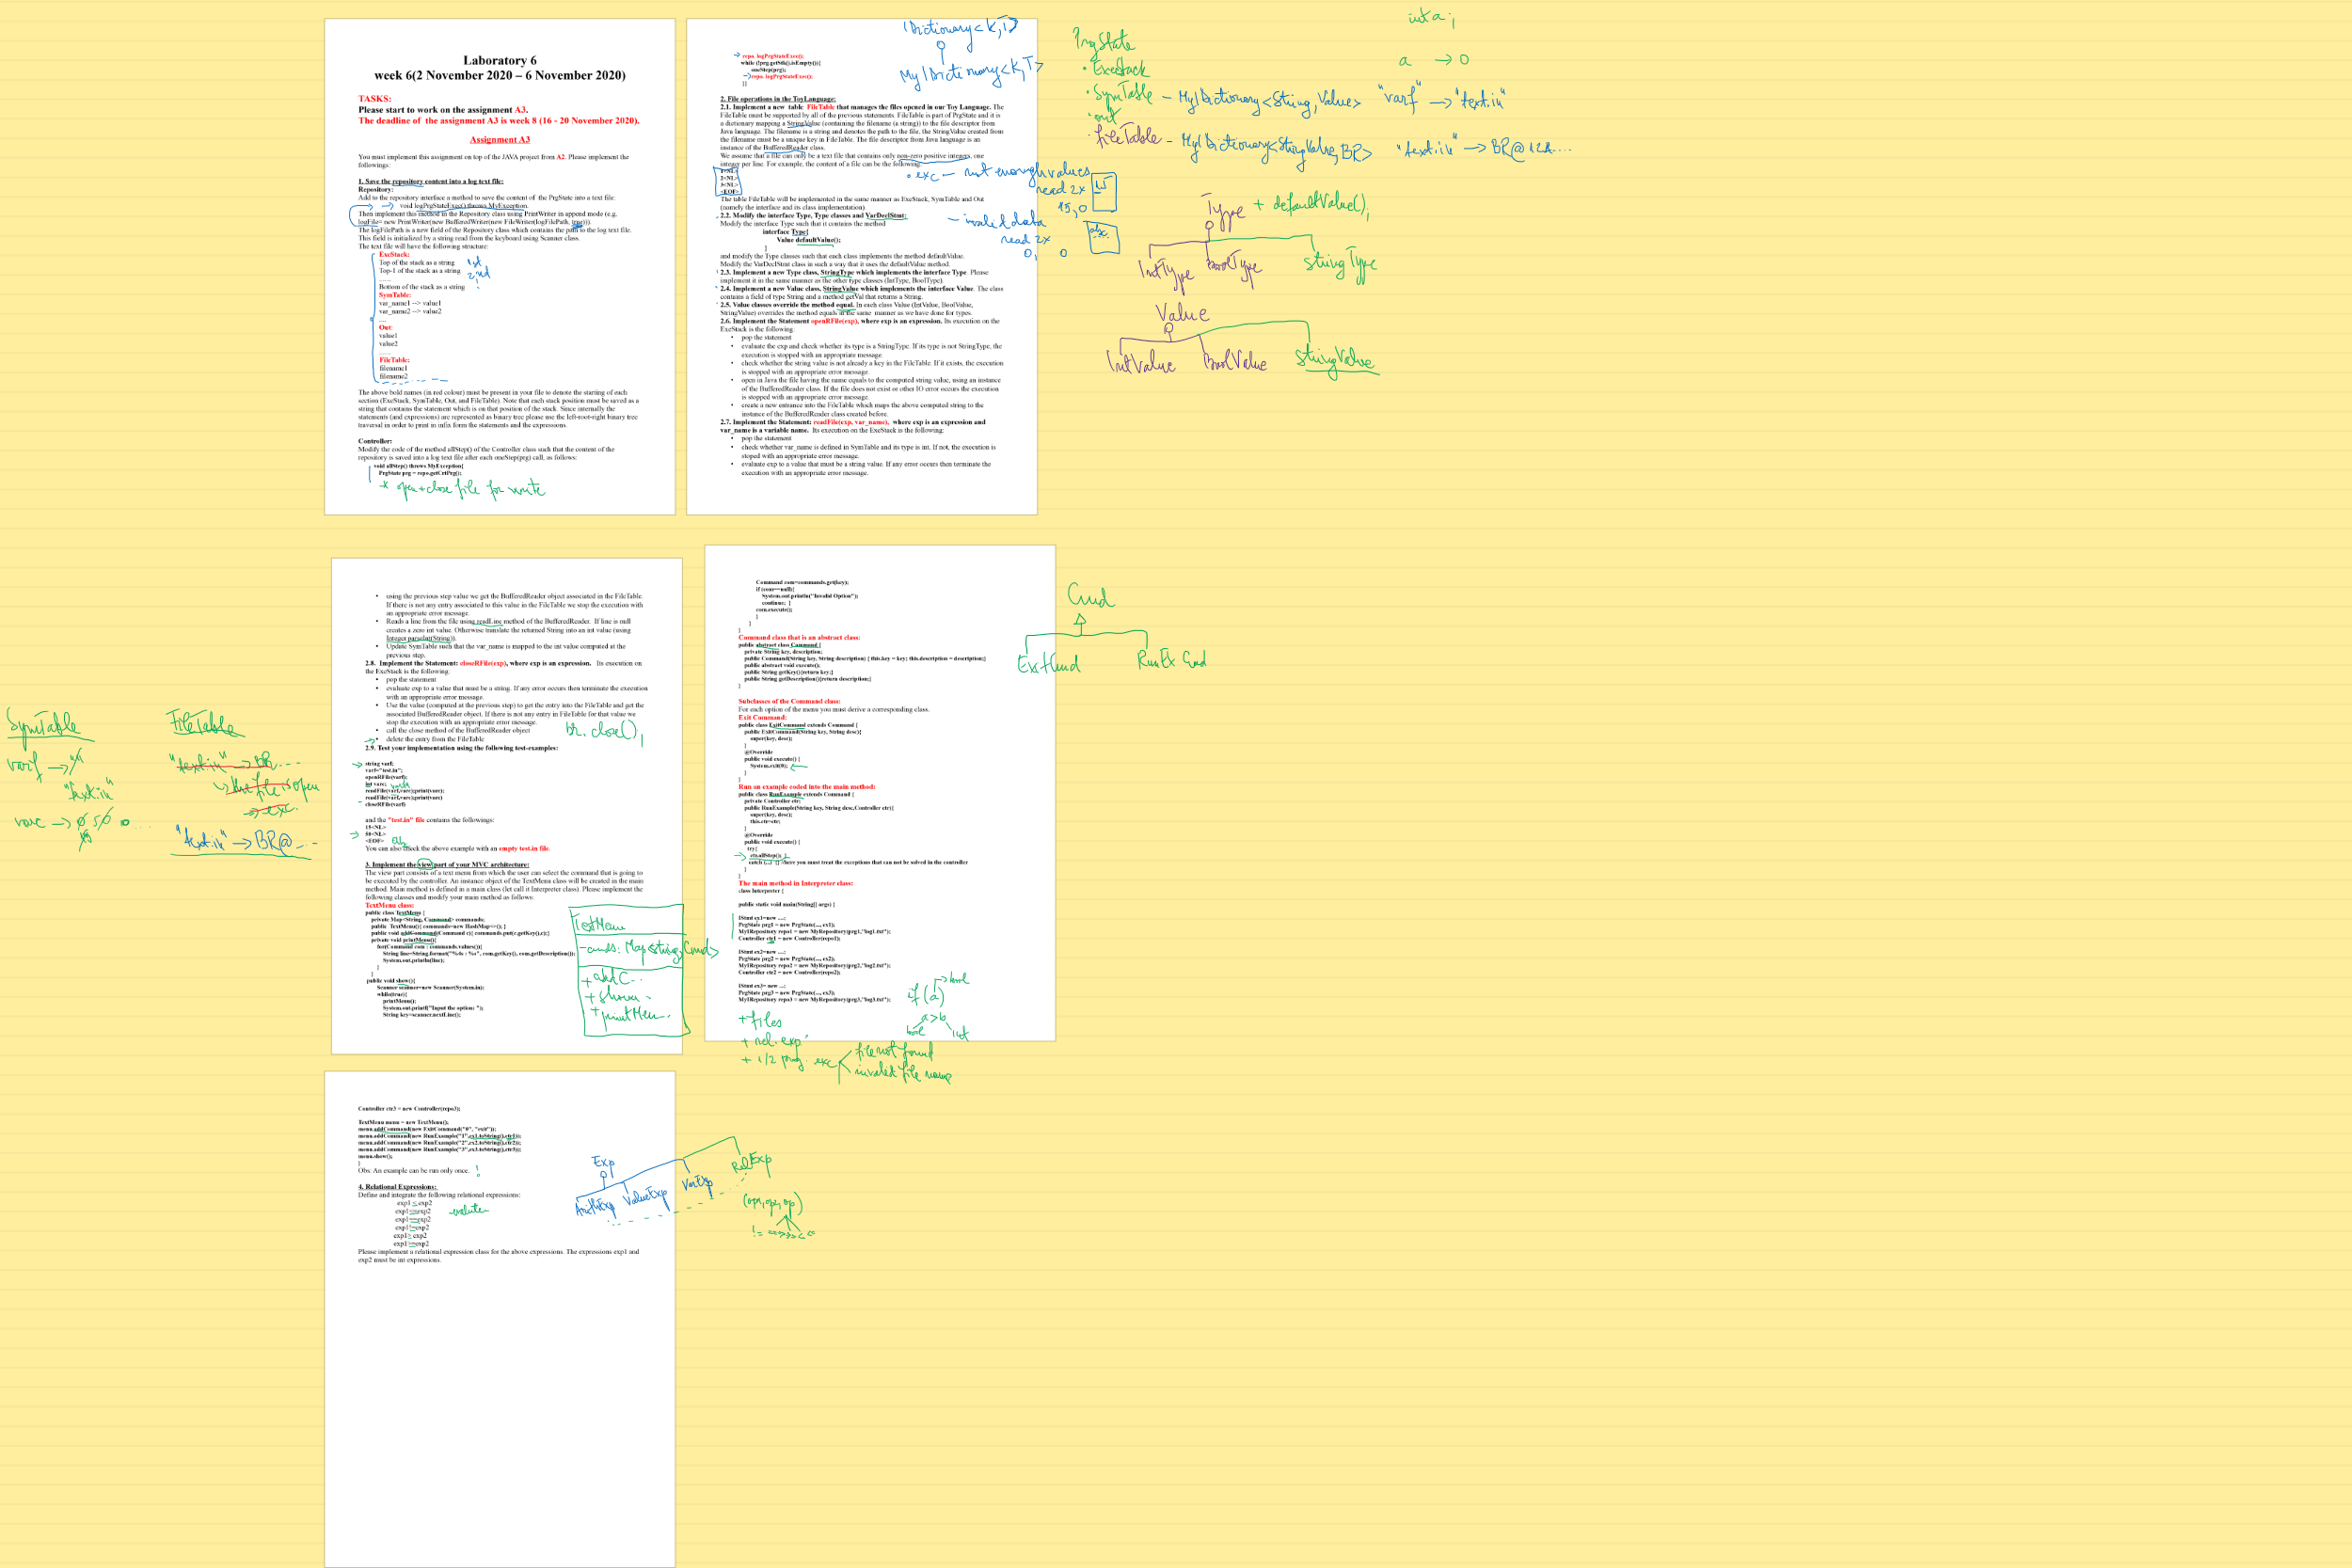 Laboratory 6
week 6(2 November 2020 – 6 November 2020)
TASKS:
Please start to work on the assignment A3.
The deadline of the assignment A3 is week 8 (16 - 20 November 2020).
Assignment A3
You must implement this assignment on top of the JAVA project from A2. Please implement the
followings:
1. Save the repository content into a log text file:
Repository:
Add to the repository interface a method to save the content of the PrgState into a text file:
void logPrgStateExec() throws MyException.
Then implement this method in the Repository class using PrintWriter in append mode (e.g.
logFile= new PrintWriter(new BufferedWriter(new FileWriter(logFilePath, true))).
The logFilePath is a new field of the Repository class which contains the path to the log text file.
This field is initialized by a string read from the keyboard using Scanner class.
The text file will have the following structure:
ExeStack:
Top of the stack as a string 1st
Top-1 of the stack as a string 2nd
......
Bottom of the stack as a string
SymTable:
var_name1 --> value1
var_name2 --> value2
....
Out:
value1
value2
......
FileTable:
filename1
filename2
The above bold names (in red colour) must be present in your file to denote the starting of each
section (ExeStack, SymTable, Out, and FileTable). Note that each stack position must be saved as a
string that contains the statement which is on that position of the stack. Since internally the
statements (and expressions) are represented as binary tree please use the left-root-right binary tree
traversal in order to print in infix form the statements and the expressions.
Controller:
Modify the code of the method allStep() of the Controller class such that the content of the
repository is saved into a log text file after each oneStep(prg) call, as follows:
void allStep() throws MyException{
PrgState prg = repo.getCrtPrg();
* open+close file for write
IDictionary<K,T>
MyIDictionary<K,T>
repo. logPrgStateExec();
while (!prg.getStk().isEmpty()){
oneStep(prg);
repo. logPrgStateExec();
}}
2. File operations in the ToyLanguage:
2.1. Implement a new table FileTable that manages the files opened in our Toy Language. The
FileTable must be supported by all of the previous statements. FileTable is part of PrgState and it is
a dictionary mapping a StringValue (containing the filename (a string)) to the file descriptor from
Java language. The filename is a string and denotes the path to the file, the StringValue created from
the filename must be a unique key in FileTable. The file descriptor from Java language is an
instance of the BufferedReader class.
We assume that a file can only be a text file that contains only non-zero positive integers, one
integer per line. For example, the content of a file can be the following:
1<NL>
2<NL>
3<NL>
<EOF>
The table FileTable will be implemented in the same manner as ExeStack, SymTable and Out
(namely the interface and its class implementation).
2.2. Modify the interface Type, Type classes and VarDeclStmt:
Modify the interface Type such that it contains the method
interface Type{
Value defaultValue();
}
and modify the Type classes such that each class implements the method defaultValue.
Modify the VarDeclStmt class in such a way that it uses the defaultValue method.
2.3. Implement a new Type class, StringType which implements the interface Type. Please
implement it in the same manner as the other type classes (IntType, BoolType).
2.4. Implement a new Value class, StringValue which implements the interface Value. The class
contains a field of type String and a method getVal that returns a String.
2.5. Value classes override the method equal. In each class Value (IntValue, BoolValue,
StringValue) overrides the method equals in the same manner as we have done for types.
2.6. Implement the Statement openRFile(exp), where exp is an expression. Its execution on the
ExeStack is the following:
• pop the statement
• evaluate the exp and check whether its type is a StringType. If its type is not StringType, the
execution is stopped with an appropriate error message.
• check whether the string value is not already a key in the FileTable. If it exists, the execution
is stopped with an appropriate error message.
• open in Java the file having the name equals to the computed string value, using an instance
of the BufferedReader class. If the file does not exist or other IO error occurs the execution
is stopped with an appropriate error message.
• create a new entrance into the FileTable which maps the above computed string to the
instance of the BufferedReader class created before.
2.7. Implement the Statement: readFile(exp, var_name), where exp is an expression and
var_name is a variable name. Its execution on the ExeStack is the following:
• pop the statement
• check whether var_name is defined in SymTable and its type is int. If not, the execution is
stoped with an appropriate error message.
• evaluate exp to a value that must be a string value. If any error occurs then terminate the
execution with an appropriate error message.
• exc – not enough values
read 2x 15
15, 0
– invalid data
read 2x abc
0, 0
PrgState
• ExeStack
• SymTable – MyIDictionary<String, Value> "varf" → "text.in"
• out
• fileTable – MyIDictionary<StringValue, BR> "text.in" → BR@121....
int a;
a → 0
Type + defaultValue();
IntType BoolType StringType
Value
IntValue BoolValue StringValue
• using the previous step value we get the BufferedReader object associated in the FileTable.
If there is not any entry associated to this value in the FileTable we stop the execution with
an appropriate error message.
• Reads a line from the file using readLine method of the BufferedReader. If line is null
creates a zero int value. Otherwise translate the returned String into an int value (using
Integer.parseInt(String)).
• Update SymTable such that the var_name is mapped to the int value computed at the
previous step.
2.8. Implement the Statement: closeRFile(exp), where exp is an expression. Its execution on
the ExeStack is the following:
• pop the statement
• evaluate exp to a value that must be a string. If any error occurs then terminate the execution
with an appropriate error message.
• Use the value (computed at the previous step) to get the entry into the FileTable and get the
associated BufferedReader object. If there is not any entry in FileTable for that value we
stop the execution with an appropriate error message.
• call the close method of the BufferedReader object
br.close();
• delete the entry from the FileTable
2.9. Test your implementation using the following test-examples:
string varf;
varf="test.in";
openRFile(varf);
int varc;
readFile(varf,varc);print(varc);
readFile(varf,varc);print(varc)
closeRFile(varf)
and the "test.in" file contains the followings:
15<NL>
50<NL>
<EOF>
You can also check the above example with an empty test.in file.
3. Implement the view part of your MVC architecture:
The view part consists of a text menu from which the user can select the command that is going to
be executed by the controller. An instance object of the TextMenu class will be created in the main
method. Main method is defined in a main class (let call it Interpreter class). Please implement the
following classes and modify your main method as follows:
TextMenu class:
public class TextMenu {
private Map<String, Command> commands;
public TextMenu(){ commands=new HashMap<>(); }
public void addCommand(Command c){ commands.put(c.getKey(),c);}
private void printMenu(){
for(Command com : commands.values()){
String line=String.format("%4s : %s", com.getKey(), com.getDescription());
System.out.println(line);
}
}
public void show(){
Scanner scanner=new Scanner(System.in);
while(true){
printMenu();
System.out.printf("Input the option: ");
String key=scanner.nextLine();
SymTable
"text.in"
FileTable
"text.in" → BR...
the file is open
→ exc.
"text.in" → BR@...
TextMenu
– cmds: Map<String, Cmd>
+ addC...
+ show
+ printMen.
Command com=commands.get(key);
if (com==null){
System.out.println("Invalid Option");
continue; }
com.execute();
}
}
}
Command class that is an abstract class:
public abstract class Command {
private String key, description;
public Command(String key, String description) { this.key = key; this.description = description;}
public abstract void execute();
public String getKey(){return key;}
public String getDescription(){return description;}
}
Subclasses of the Command class:
For each option of the menu you must derive a corresponding class.
Exit Command:
public class ExitCommand extends Command {
public ExitCommand(String key, String desc){
super(key, desc);
}
@Override
public void execute() {
System.exit(0);
}
}
Run an example coded into the main method:
public class RunExample extends Command {
private Controller ctr;
public RunExample(String key, String desc,Controller ctr){
super(key, desc);
this.ctr=ctr;
}
@Override
public void execute() {
try{
ctr.allStep(); }
catch (...) {} //here you must treat the exceptions that can not be solved in the controller
}
}
The main method in Interpreter class:
class Interpreter {
public static void main(String[] args) {
IStmt ex1=new ...;
PrgState prg1 = new PrgState(..., ex1);
MyIRepository repo1 = new MyRepository(prg1,"log1.txt");
Controller ctr1 = new Controller(repo1);
IStmt ex2=new ...;
PrgState prg2 = new PrgState(..., ex2);
MyIRepository repo2 = new MyRepository(prg2,"log2.txt");
Controller ctr2 = new Controller(repo2);
IStmt ex3= new ...;
PrgState prg3 = new PrgState(..., ex3);
MyIRepository repo3 = new MyRepository(prg3,"log3.txt");
Cmd
ExitCmd RunEx Cmd
if (a) → bool
a > b
int
+ files
+ rel. exp.
+ 1/2 prog. exc
file not found
invalid file name
Controller ctr3 = new Controller(repo3);
TextMenu menu = new TextMenu();
menu.addCommand(new ExitCommand("0", "exit"));
menu.addCommand(new RunExample("1",ex1.toString(),ctr1));
menu.addCommand(new RunExample("2",ex2.toString(),ctr2));
menu.addCommand(new RunExample("3",ex3.toString(),ctr3));
menu.show();
}
Obs: An example can be run only once. !
4. Relational Expressions:
Define and integrate the following relational expressions:
exp1 < exp2
exp1<=exp2
exp1==exp2
exp1!=exp2
exp1> exp2
exp1>=exp2
Please implement a relational expression class for the above expressions. The expressions exp1 and
exp2 must be int expressions.
Exp
ArithExp ValueExp VarExp RelExp
(op1, op2, op)